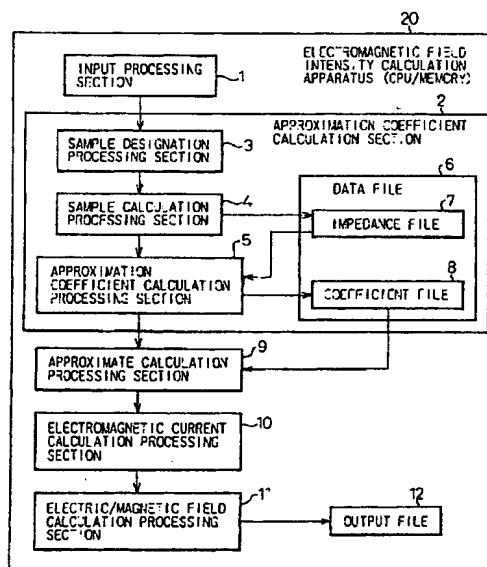 20
ELECTROMAGNETIC FIELD
INTENSITY CALCULATION
APPARATUS (CPU/MEMORY)
INPUT PROCESSING
SECTION
1
2
APPROXIMATION COEFFICIENT
CALCULATION SECTION
SAMPLE DESIGNATION
PROCESSING SECTION
3
6
DATA FILE
SAMPLE CALCULATION
PROCESSING SECTION
4
7
IMPEDANCE FILE
5
APPROXIMATION
COEFFICIENT CALCULATION
PROCESSING SECTION
8
COEFFICIENT FILE
9
APPROXIMATE CALCULATION
PROCESSING SECTION
10
ELECTROMAGNETIC CURRENT
CALCULATION PROCESSING
SECTION
11
ELECTRIC/MAGNETIC FIELD
CALCULATION PROCESSING
SECTION
12
OUTPUT FILE